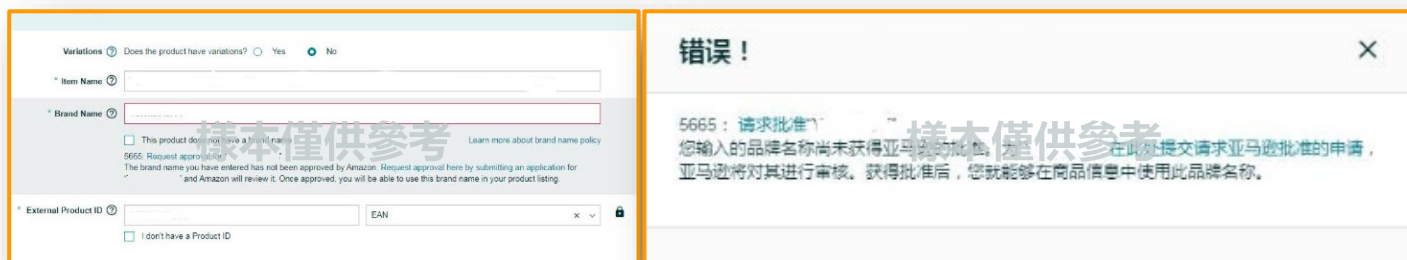 Variations Does the product have variations? Yes No
* Item Name
* Brand Name
This product does not have a brand name Learn more about brand name policy
5665: Request approval for
The brand name you have entered has not been approved by Amazon. Request approval here by submitting an application for
and Amazon will review it. Once approved, you will be able to use this brand name in your product listing.
* External Product ID EAN
I don't have a Product ID
樣本僅供參考
错误！
5665：请求批准
您输入的品牌名称尚未获得亚马逊的批准。为 在此处提交请求亚马逊批准的申请，
亚马逊将对其进行审核。获得批准后，您就能够在商品信息中使用此品牌名称。
樣本僅供參考